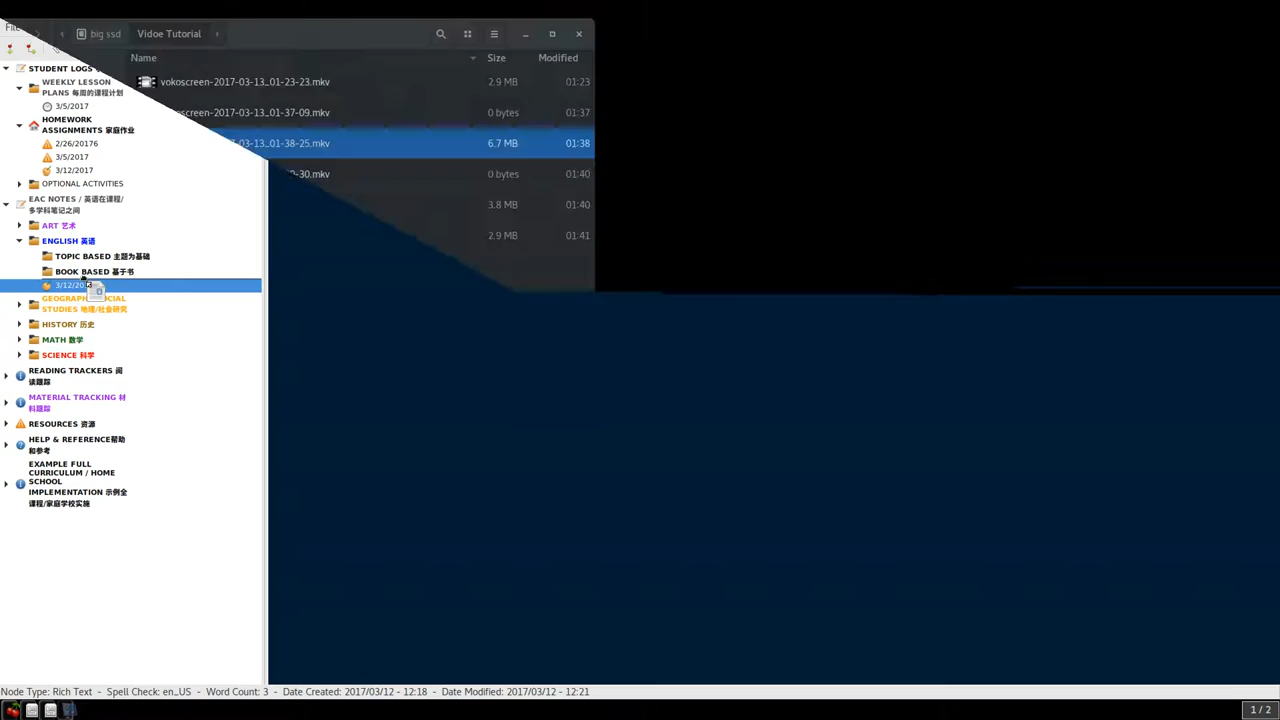 File
big ssd
Vidoe Tutorial
Name
Size
Modified
vokoscreen-2017-03-13_01-23-23.mkv
2.9 MB
01:23
screen-2017-03-13_01-37-09.mkv
0 bytes
01:37
-03-13_01-38-25.mkv
6.7 MB
01:38
-30.mkv
0 bytes
01:40
3.8 MB
01:40
2.9 MB
01:41
STUDENT LOGS
WEEKLY LESSON
PLANS 每周的课程计划
3/5/2017
HOMEWORK
ASSIGNMENTS 家庭作业
2/26/20176
3/5/2017
3/12/2017
OPTIONAL ACTIVITIES
EAC NOTES / 英语在课程/
多学科笔记之间
ART 艺术
ENGLISH 英语
TOPIC BASED 主题为基础
BOOK BASED 基于书
3/12/20
GEOGRAPH OCIAL
STUDIES 地理/社会研究
HISTORY 历史
MATH 数学
SCIENCE 科学
READING TRACKERS 阅
读跟踪
MATERIAL TRACKING 材
料跟踪
RESOURCES 资源
HELP & REFERENCE帮助
和参考
EXAMPLE FULL
CURRICULUM / HOME
SCHOOL
IMPLEMENTATION 示例全
课程/家庭学校实施
Node Type: Rich Text - Spell Check: en_US - Word Count: 3 - Date Created: 2017/03/12 - 12:18 - Date Modified: 2017/03/12 - 12:21
1 / 2